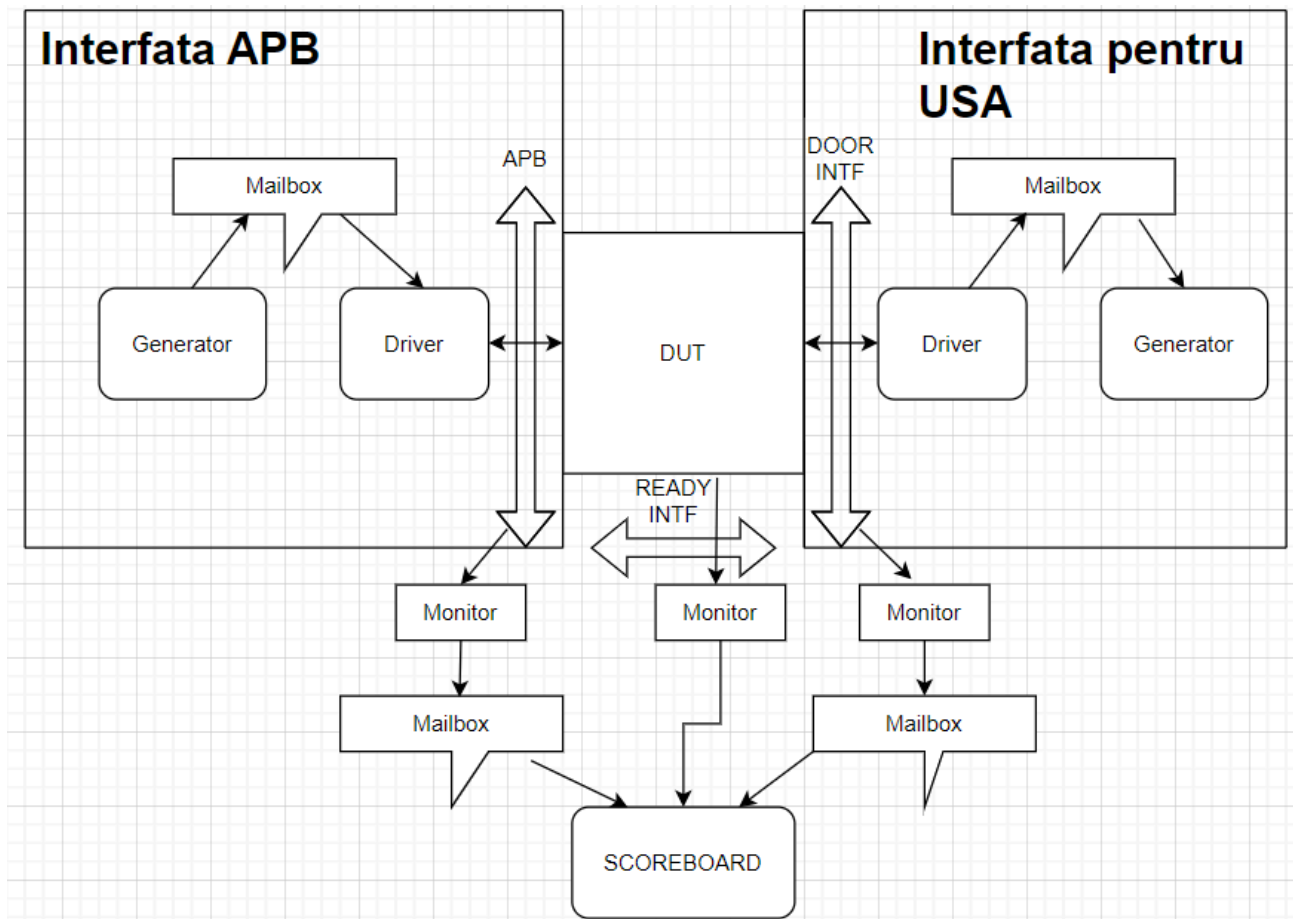 Interfata APB
Interfata pentru
USA
Mailbox
APB
DOOR
INTF
Mailbox
Generator
Driver
DUT
Driver
Generator
READY
INTF
Monitor
Monitor
Monitor
Mailbox
Mailbox
SCOREBOARD